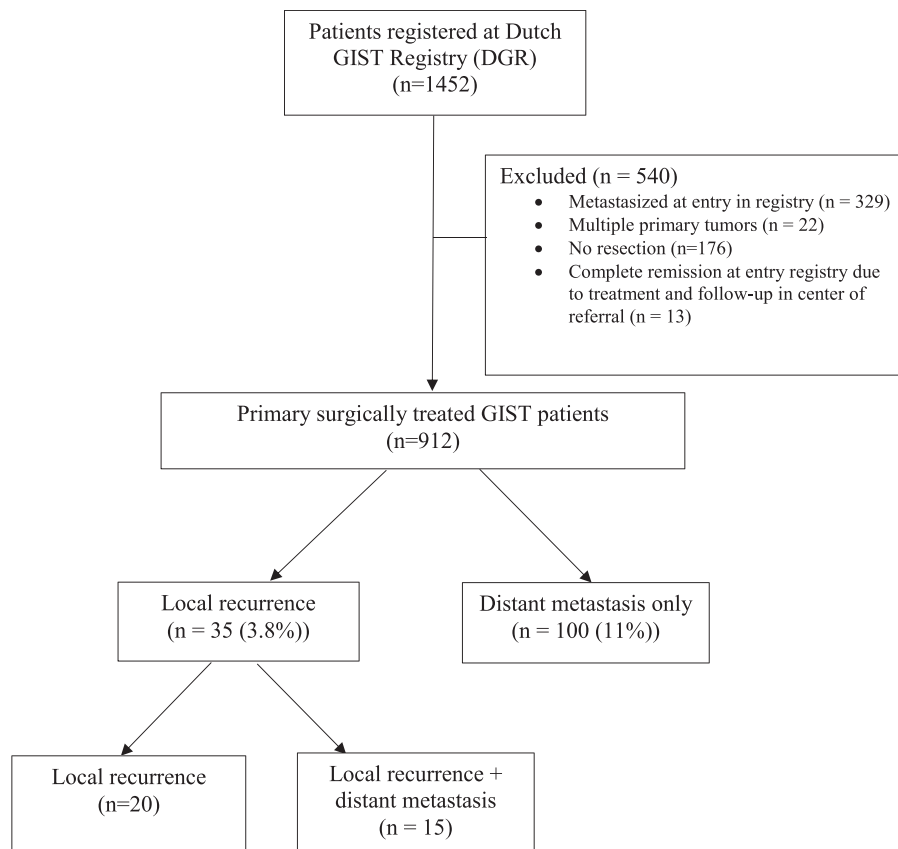 Patients registered at Dutch
GIST Registry (DGR)
(n=1452)
Excluded (n = 540)
• Metastasized at entry in registry (n = 329)
• Multiple primary tumors (n = 22)
• No resection (n=176)
• Complete remission at entry registry due
to treatment and follow-up in center of
referral (n = 13)
Primary surgically treated GIST patients
(n=912)
Local recurrence
(n = 35 (3.8%))
Distant metastasis only
(n = 100 (11%))
Local recurrence
(n=20)
Local recurrence +
distant metastasis
(n = 15)